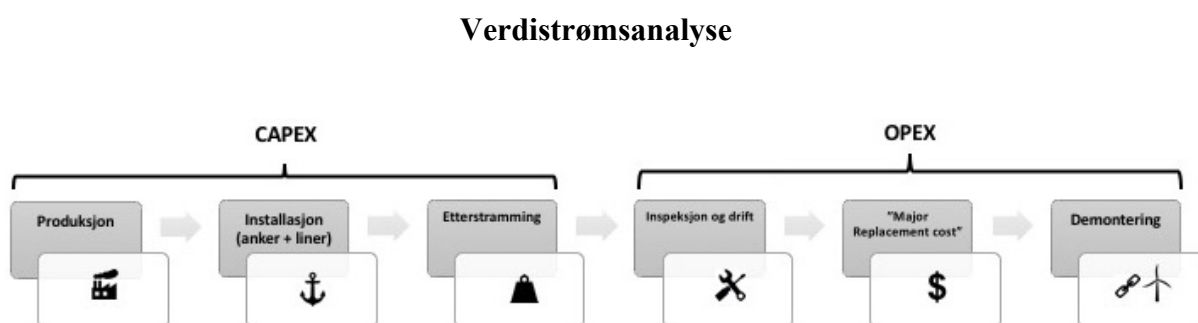 Verdistrømsanalyse
CAPEX
OPEX
Produksjon
Installasjon
(anker + liner)
Etterstramming
Inspeksjon og drift
”Major
Replacement cost”
Demontering
$